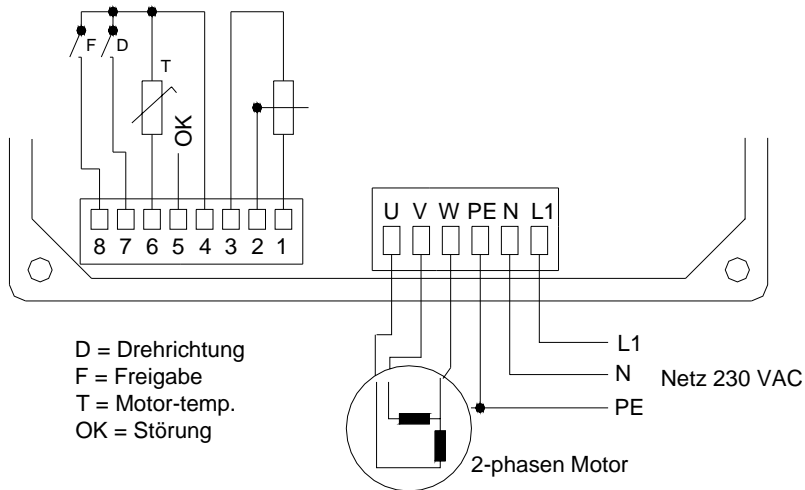 F D
T
OK
8 7 6 5 4 3 2 1
U V W PE N L1
D = Drehrichtung
F = Freigabe
T = Motor-temp.
OK = Störung
L1
N
PE
Netz 230 VAC
2-phasen Motor